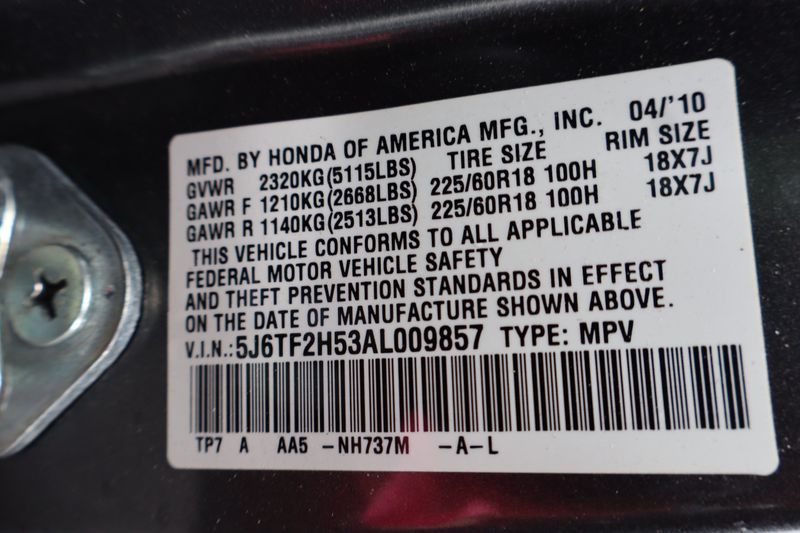 MFD. BY HONDA OF AMERICA MFG., INC. 04/'10
GVWR 2320KG(5115LBS) TIRE SIZE RIM SIZE
GAWR F 1210KG(2668LBS) 225/60R18 100H 18X7J
GAWR R 1140KG(2513LBS) 225/60R18 100H 18X7J
THIS VEHICLE CONFORMS TO ALL APPLICABLE
FEDERAL MOTOR VEHICLE SAFETY
AND THEFT PREVENTION STANDARDS IN EFFECT
ON THE DATE OF MANUFACTURE SHOWN ABOVE.
V.I.N.:5J6TF2H53AL009857 TYPE: MPV
TP7 A AA5 -NH737M -A-L